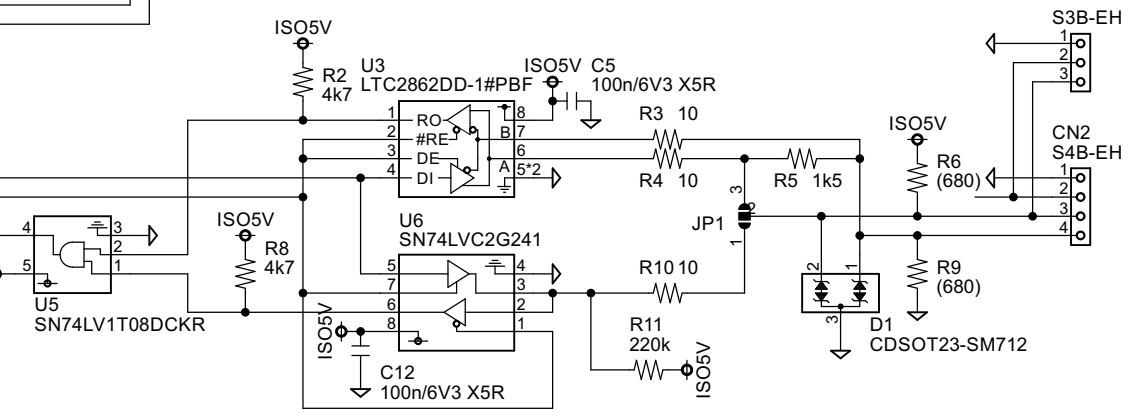 S3B-EH
1
2
3
ISO5V
R2
4k7
U3
LTC2862DD-1#PBF
ISO5V
C5
100n/6V3 X5R
1
2
3
4
RO
#RE
DE
DI
B
A
8
7
6
5*2
R3 10
R4 10
R5 1k5
ISO5V
R6
(680)
CN2
S4B-EH
1
2
3
4
JP1
3
2
1
4
5
3
2
1
U5
SN74LV1T08DCKR
ISO5V
R8
4k7
U6
SN74LVC2G241
5
7
6
8
4
3
2
1
ISO5V
C12
100n/6V3 X5R
R10 10
R11
220k
ISO5V
2
1
3
D1
CDSOT23-SM712
R9
(680)